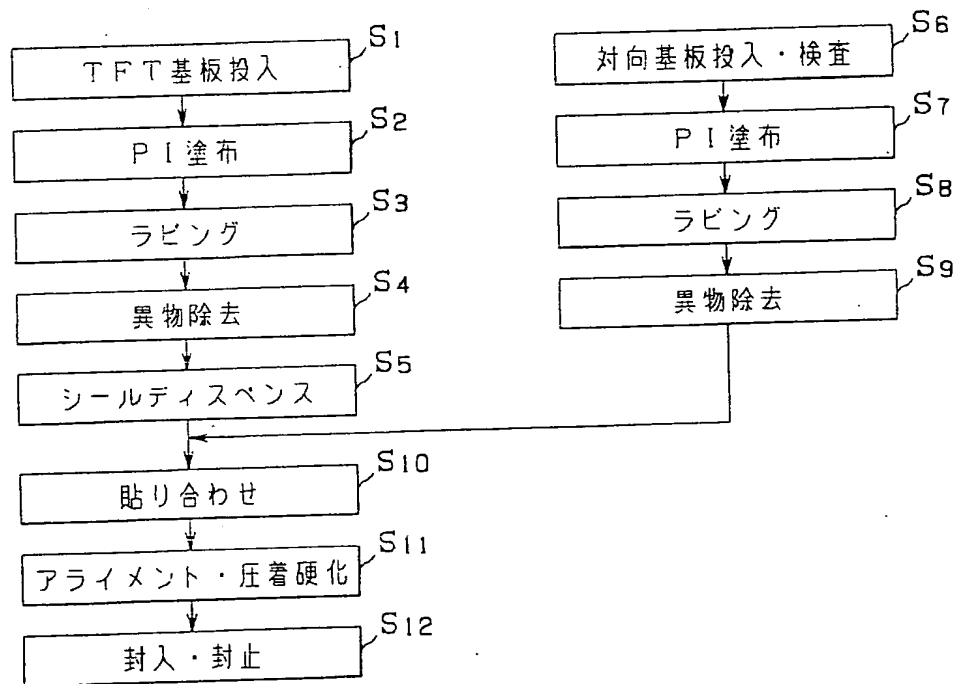 S1
TFT基板投入
S2
PI塗布
S3
ラビング
S4
異物除去
S5
シールディスペンス
S6
対向基板投入・検査
S7
PI塗布
S8
ラビング
S9
異物除去
S10
貼り合わせ
S11
アライメント・圧着硬化
S12
封入・封止